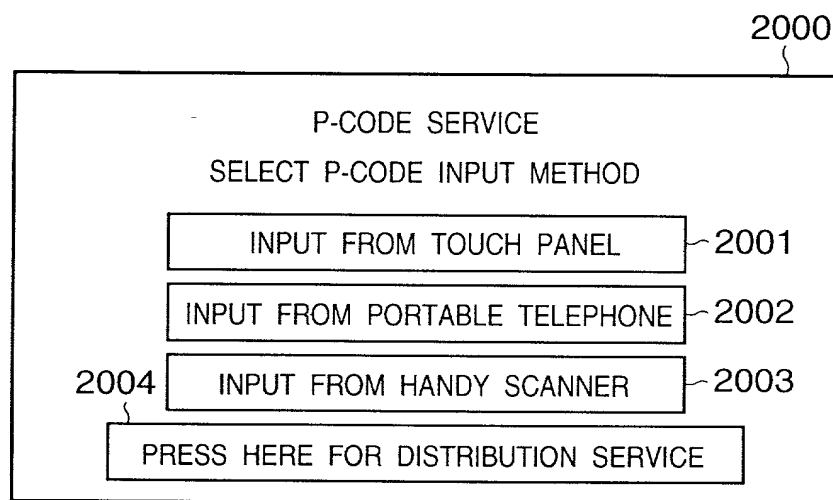 2000
P-CODE SERVICE
SELECT P-CODE INPUT METHOD
INPUT FROM TOUCH PANEL 2001
INPUT FROM PORTABLE TELEPHONE 2002
INPUT FROM HANDY SCANNER 2003
2004
PRESS HERE FOR DISTRIBUTION SERVICE